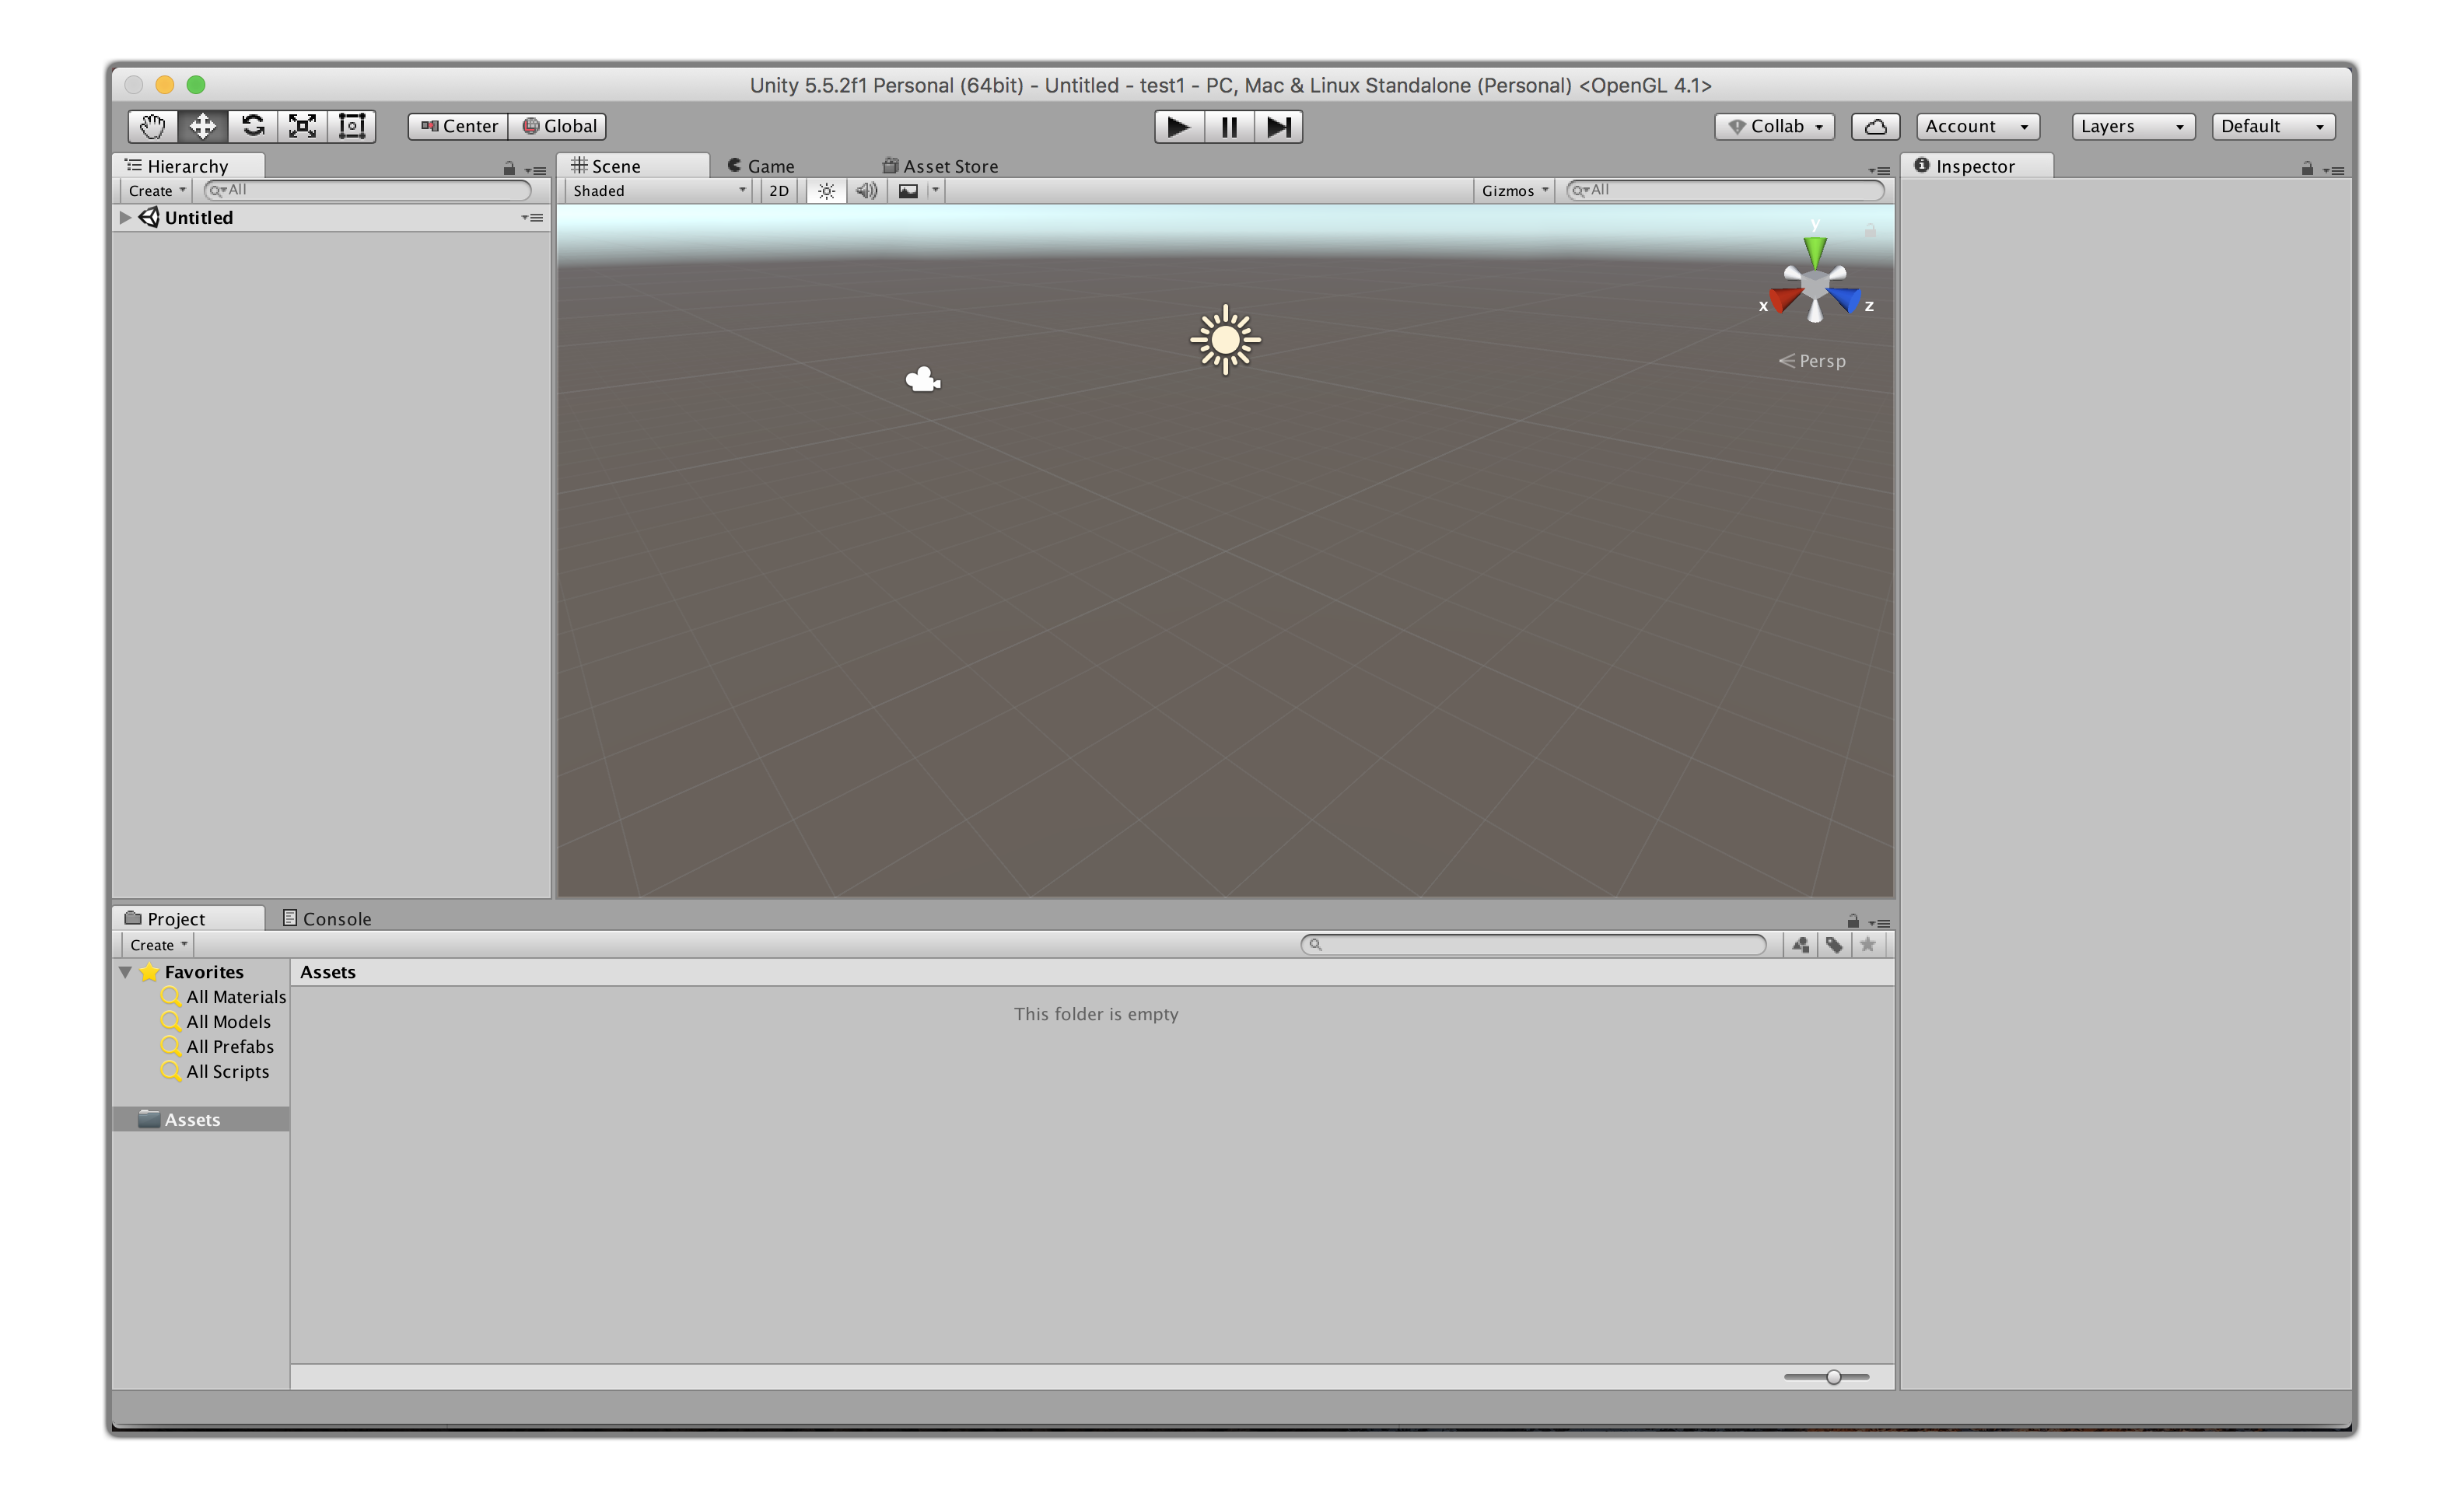 Unity 5.5.2f1 Personal (64bit) - Untitled - test1 - PC, Mac & Linux Standalone (Personal) <OpenGL 4.1>
Center Global Collab Account Layers Default
Hierarchy Scene Game Asset Store Inspector
Create All Shaded 2D Gizmos All
Untitled
y
x z
Persp
Project Console
Create
Favorites Assets
All Materials This folder is empty
All Models
All Prefabs
All Scripts
Assets